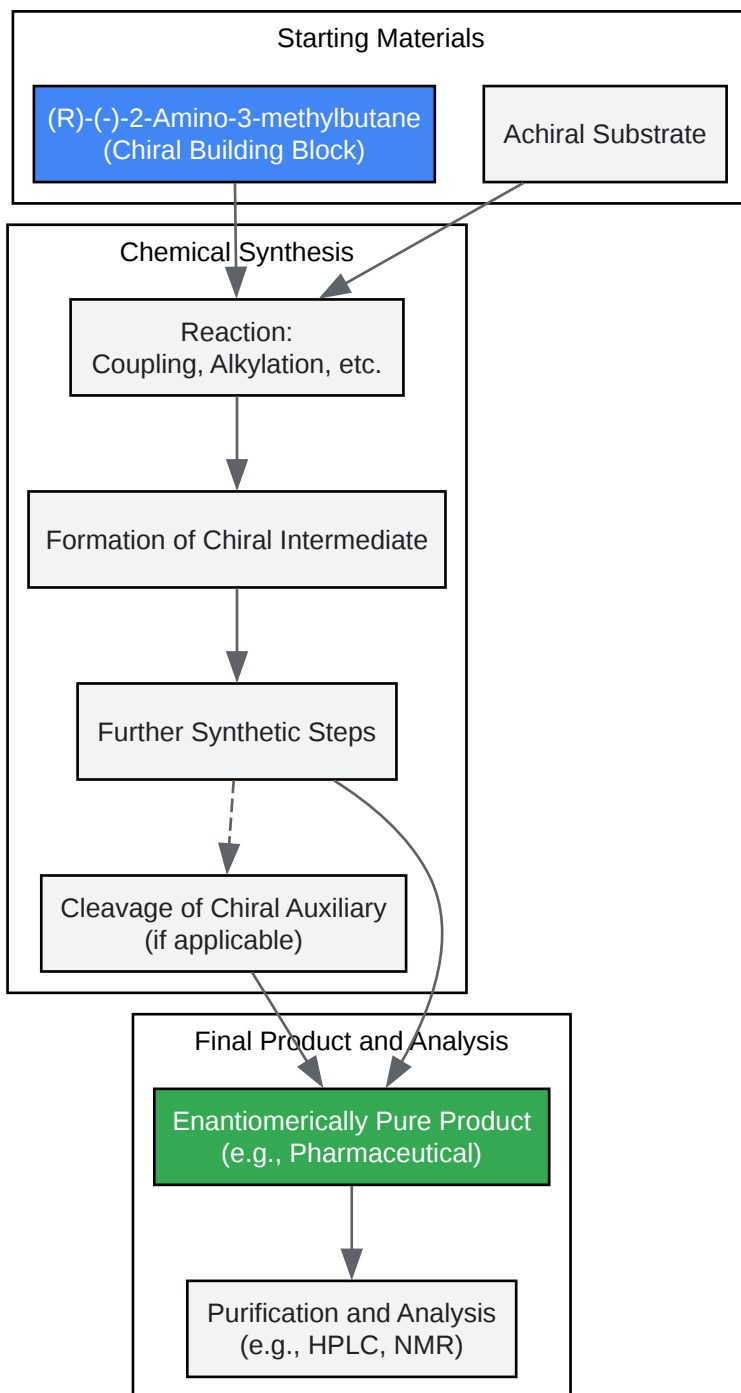 Starting Materials
(R)-(-)-2-Amino-3-methylbutane
(Chiral Building Block)
Achiral Substrate
Chemical Synthesis
Reaction:
Coupling, Alkylation, etc.
Formation of Chiral Intermediate
Further Synthetic Steps
Cleavage of Chiral Auxiliary
(if applicable)
Final Product and Analysis
Enantiomerically Pure Product
(e.g., Pharmaceutical)
Purification and Analysis
(e.g., HPLC, NMR)